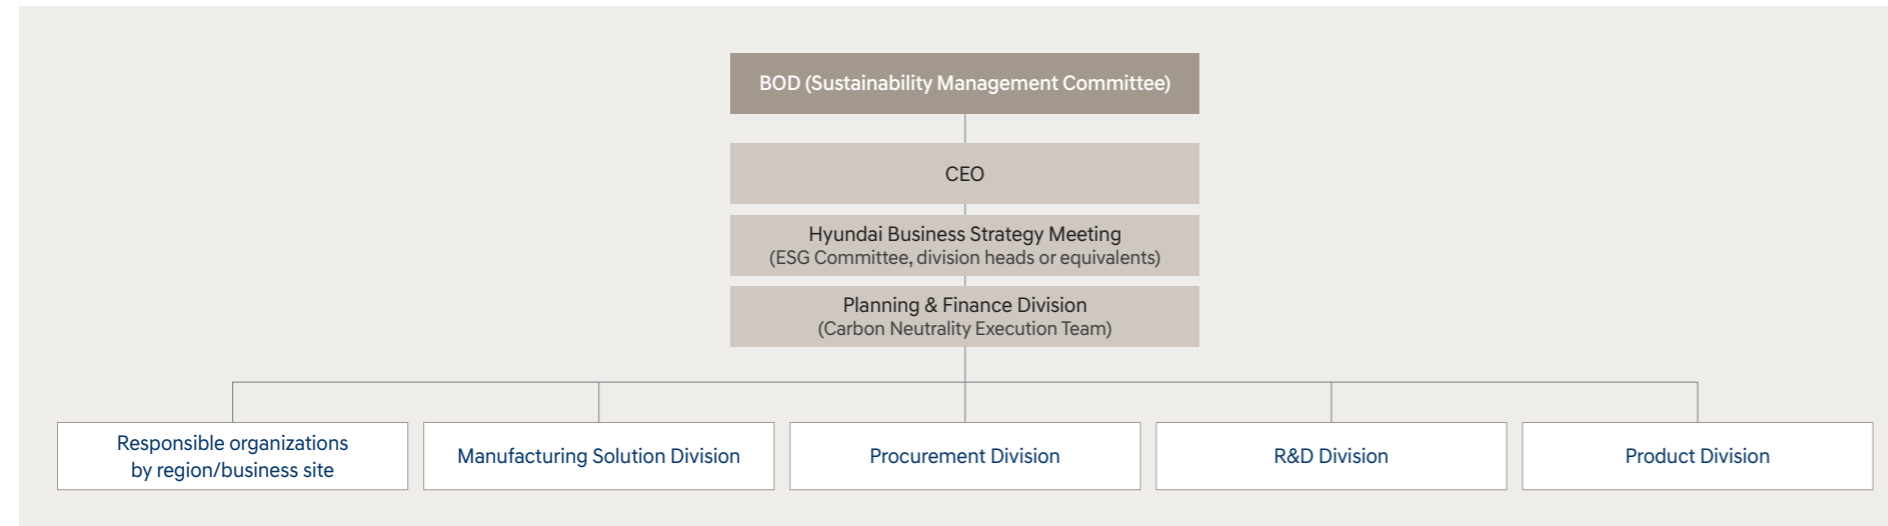 BOD (Sustainability Management Committee)
CEO
Hyundai Business Strategy Meeting
(ESG Committee, division heads or equivalents)
Planning & Finance Division
(Carbon Neutrality Execution Team)
Responsible organizations
by region/business site
Manufacturing Solution Division
Procurement Division
R&D Division
Product Division